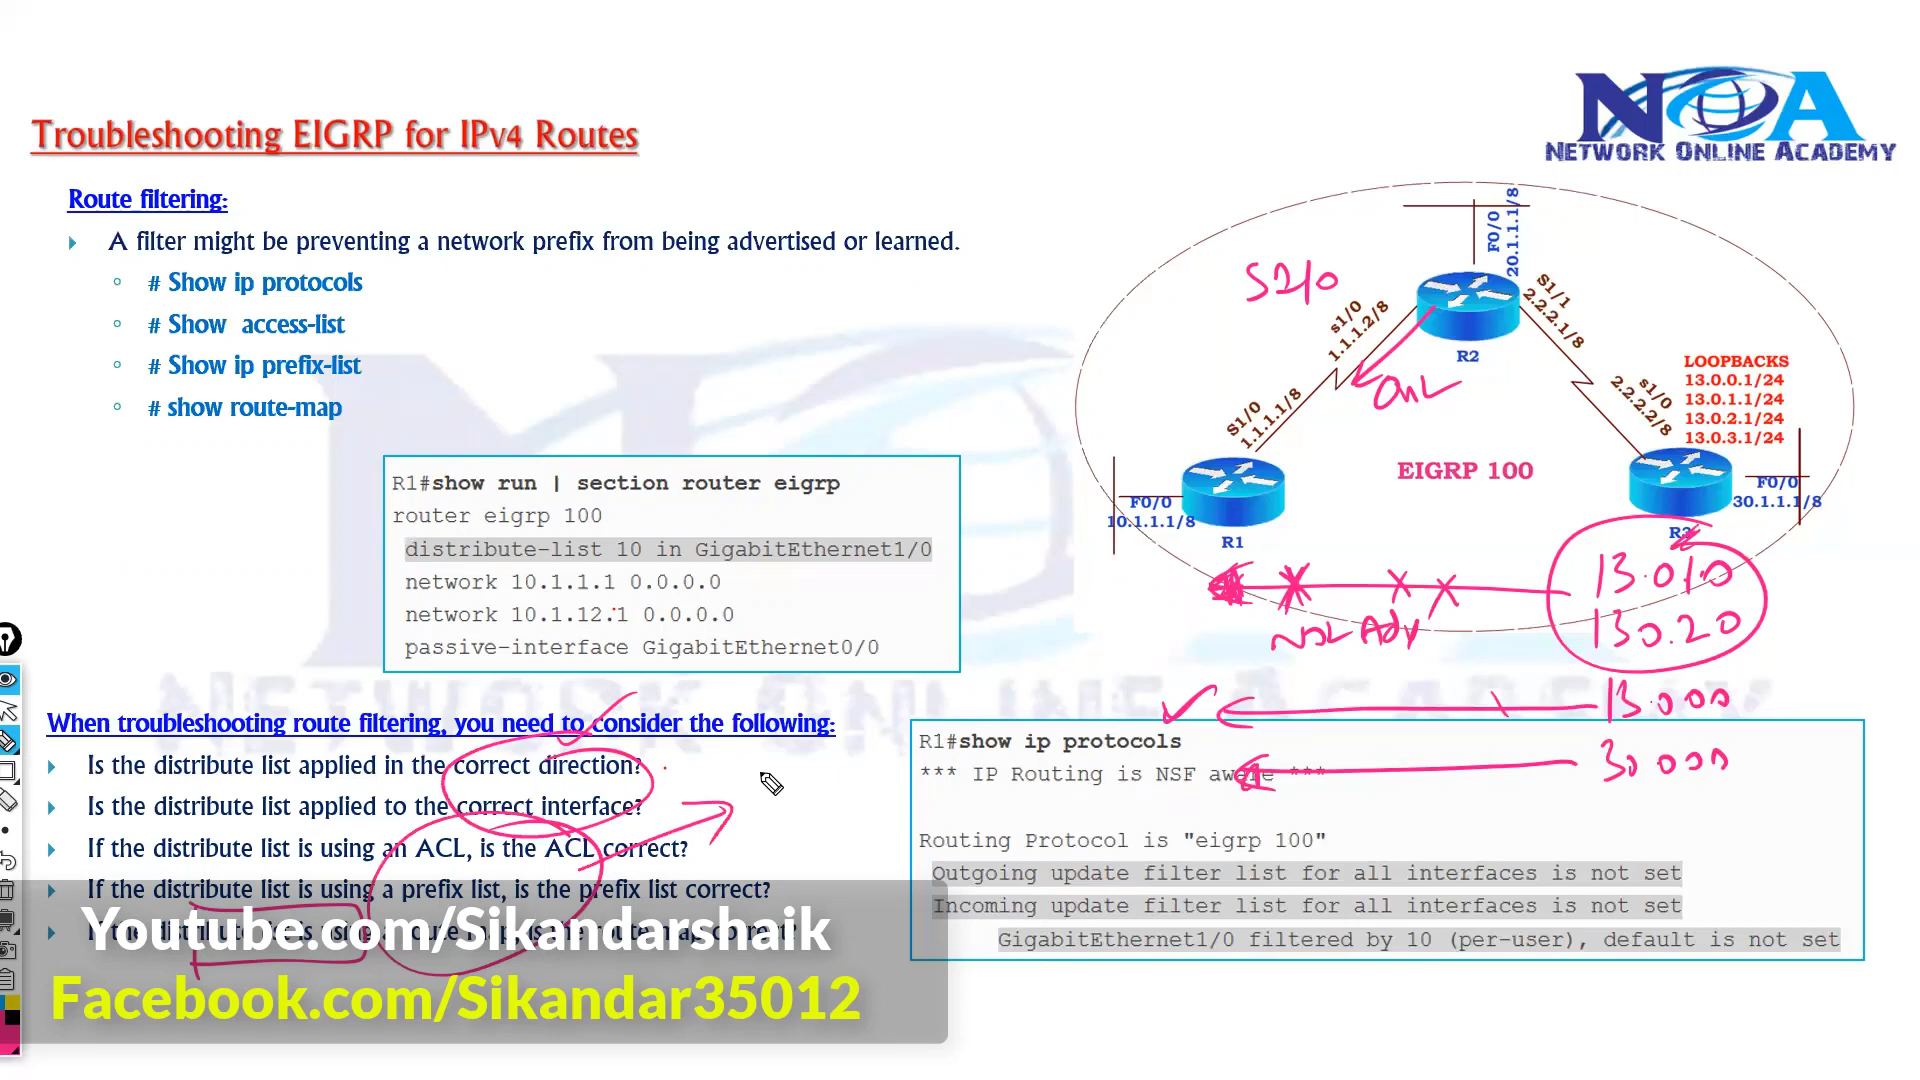 Troubleshooting EIGRP for IPv4 Routes
NETWORK ONLINE ACADEMY
Route filtering:
A filter might be preventing a network prefix from being advertised or learned.
# Show ip protocols
# Show access-list
# Show ip prefix-list
# show route-map
R1#show run | section router eigrp
router eigrp 100
distribute-list 10 in GigabitEthernet1/0
network 10.1.1.1 0.0.0.0
network 10.1.12.1 0.0.0.0
passive-interface GigabitEthernet0/0
F0/0
20.1.1.1/8
S2/0
s1/0
1.1.1.2/8
R2
S1/1
2.2.2.1/8
S1/0
1.1.1.1/8
s1/0
2.2.2.2/8
LOOPBACKS
13.0.0.1/24
13.0.1.1/24
13.0.2.1/24
13.0.3.1/24
EIGRP 100
F0/0
10.1.1.1/8
R1
F0/0
30.1.1.1/8
R3
13.0.1.0
13.0.2.0
13.0.0.0
30.0.0.0
When troubleshooting route filtering, you need to consider the following:
Is the distribute list applied in the correct direction?
Is the distribute list applied to the correct interface?
If the distribute list is using an ACL, is the ACL correct?
If the distribute list is using a prefix list, is the prefix list correct?
Youtube.com/Sikandarshaik
Facebook.com/Sikandar35012
R1#show ip protocols
*** IP Routing is NSF aware ***
Routing Protocol is "eigrp 100"
Outgoing update filter list for all interfaces is not set
Incoming update filter list for all interfaces is not set
GigabitEthernet1/0 filtered by 10 (per-user), default is not set